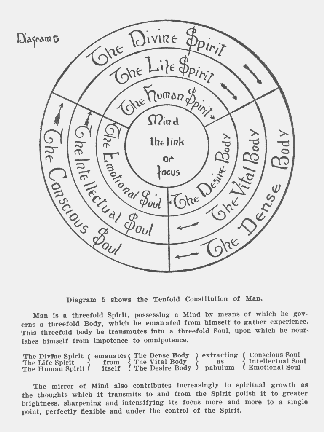 Diagram 5
The Divine Spirit
The Life Spirit
The Human Spirit
Mind
the link
or
focus
The Conscious Soul
The Intellectual Soul
The Emotional Soul
The Desire Body
The Vital Body
The Dense Body
Diagram 5 shows the Tenfold Constitution of Man.
Man is a threefold Spirit, possessing a Mind by means of which he gov-
erns a threefold Body, which he emanated from himself to gather experience.
This threefold body he transmutes into a threefold Soul, upon which he nour-
ishes himself from impotence to omnipotence.
The Divine Spirit { emanates { The Dense Body } extracting { Conscious Soul
The Life Spirit { from { The Vital Body } as { Intellectual Soul
The Human Spirit { itself { The Desire Body } pabulum { Emotional Soul
The mirror of Mind also contributes increasingly to spiritual growth as
the thoughts which it transmits to and from the Spirit polish it to greater
brightness, sharpening and intensifying its focus more and more to a single
point, perfectly flexible and under the control of the Spirit.